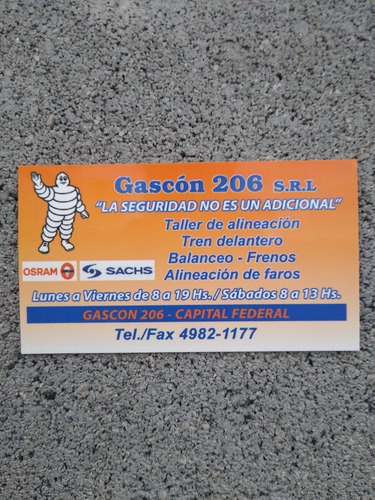 Gascón 206 S.R.L
"LA SEGURIDAD NO ES UN ADICIONAL"
Taller de alineación
Tren delantero
Balanceo - Frenos
Alineación de faros
OSRAM SACHS
Lunes a Viernes de 8 a 19 Hs. / Sábados 8 a 13 Hs.
GASCON 206 - CAPITAL FEDERAL
Tel./Fax 4982-1177